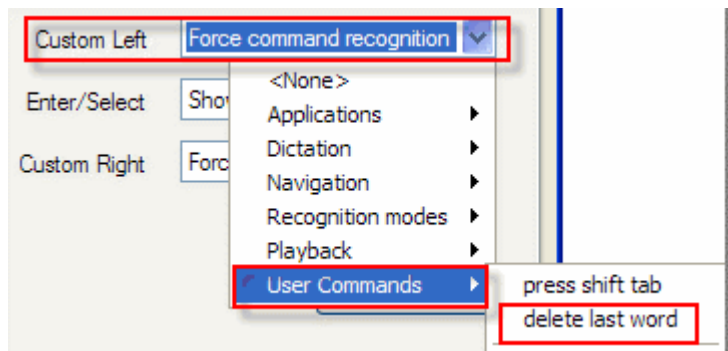 Custom Left Force command recognition
<None>
Enter/Select Show
Applications
Dictation
Custom Right Forc
Navigation
Recognition modes
Playback
User Commands press shift tab
delete last word